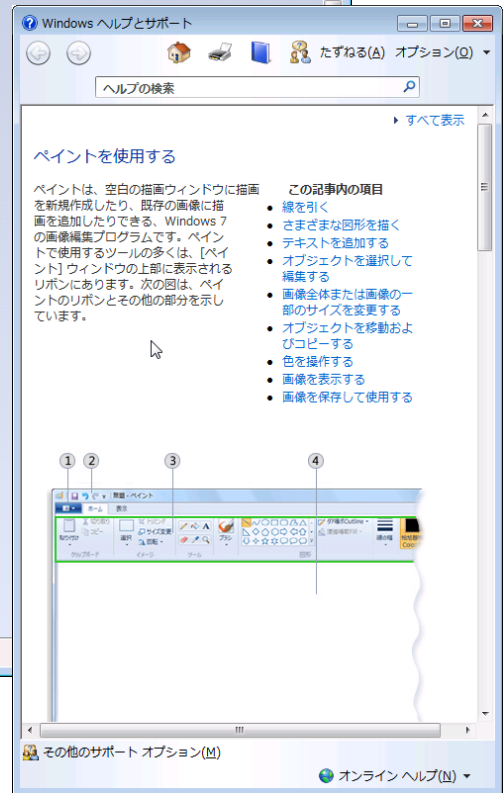 Windows ヘルプとサポート
たずねる(A) オプション(O)
ヘルプの検索
すべて表示
ペイントを使用する
ペイントは、空白の描画ウィンドウに描画
を新規作成したり、既存の画像に描
画を追加したりできる、Windows 7
の画像編集プログラムです。ペイン
トで使用するツールの多くは、[ペイ
ント] ウィンドウの上部に表示される
リボンにあります。次の図は、ペイ
ントのリボンとその他の部分を示し
ています。
この記事内の項目
線を引く
さまざまな図形を描く
テキストを追加する
オブジェクトを選択して
編集する
画像全体または画像の一
部のサイズを変更する
オブジェクトを移動およ
びコピーする
色を操作する
画像を表示する
画像を保存して使用する
1 2 3 4
無題 - ペイント
ホーム 表示
切り取り
コピー
貼り付け
選択
サイズ変更
回転
ブラシ
線の幅
クリップボード イメージ ツール 図形
その他のサポート オプション(M)
オンライン ヘルプ(N)